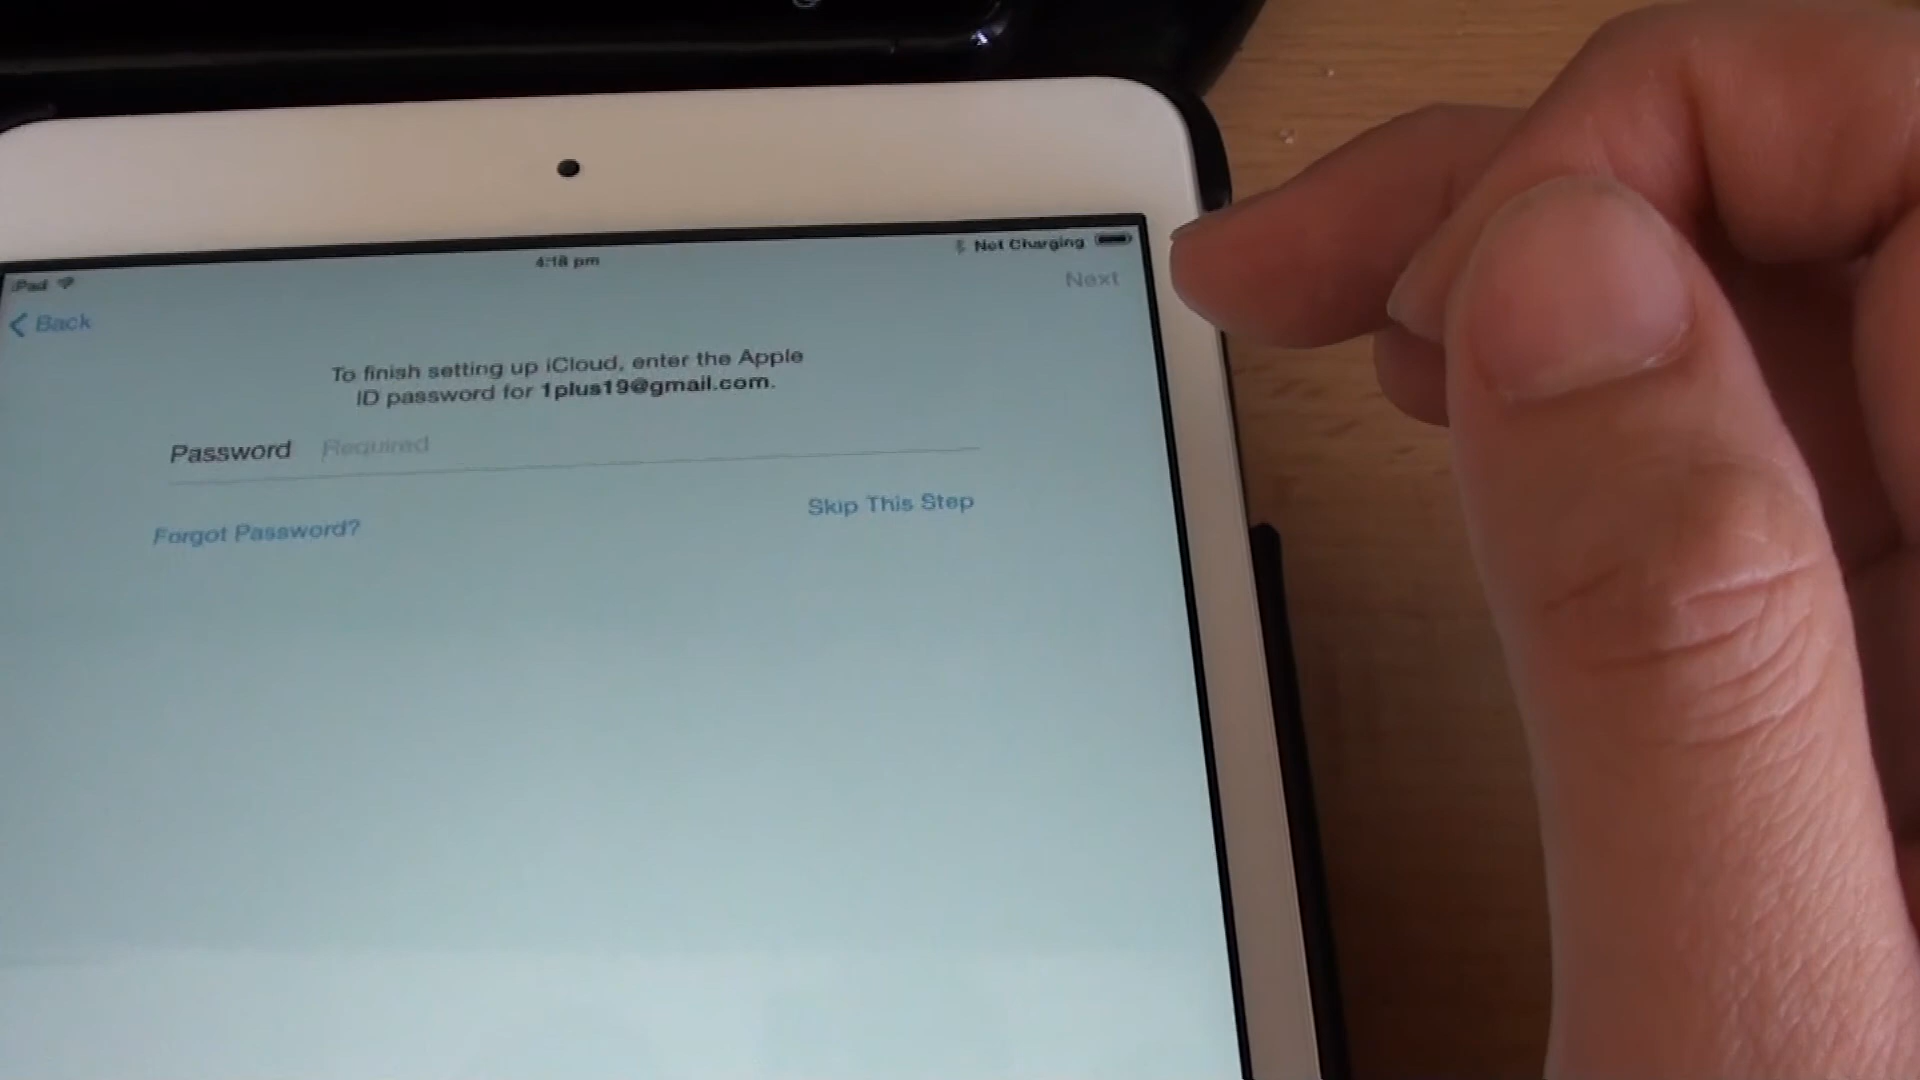 iPad
4:18 pm
Not Charging
Back
Next
To finish setting up iCloud, enter the Apple
ID password for 1plus19@gmail.com.
Password Required
Skip This Step
Forgot Password?